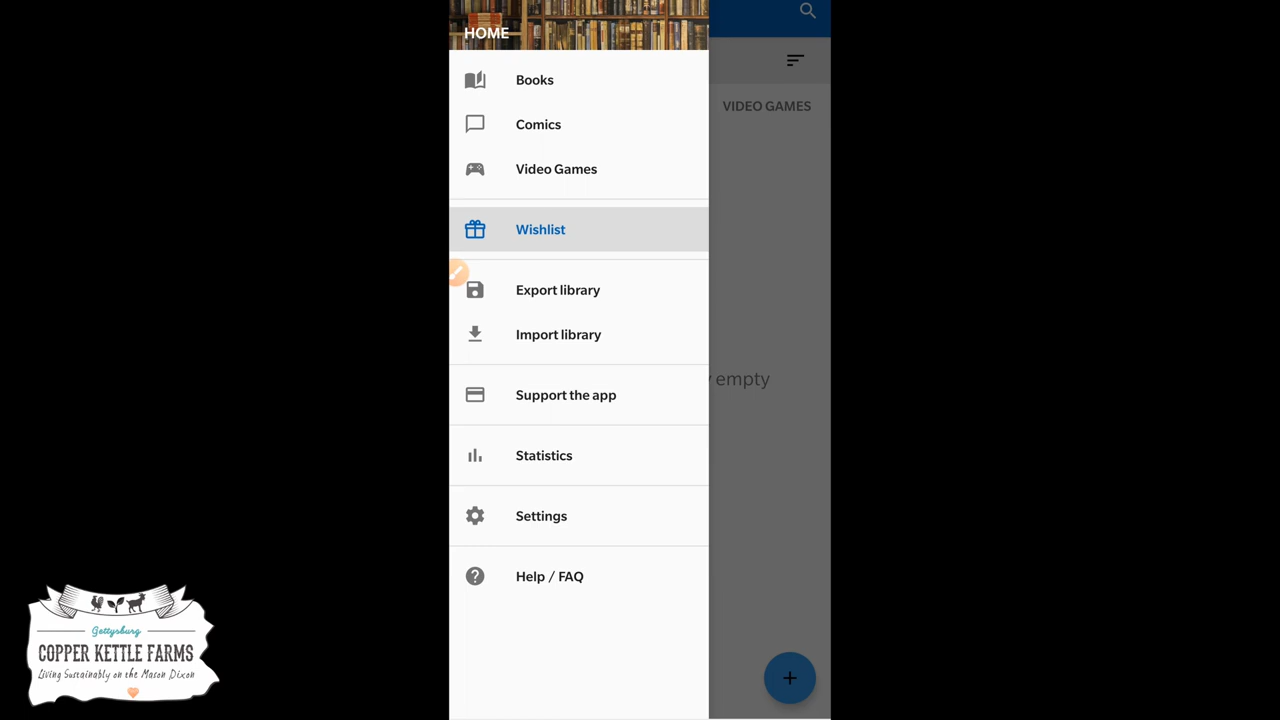 HOME
Books
Comics
Video Games
Wishlist
Export library
Import library
Support the app
Statistics
Settings
Help / FAQ
VIDEO GAMES
empty
Gettysburg
COPPER KETTLE FARMS
Living Sustainably on the Mason Dixon